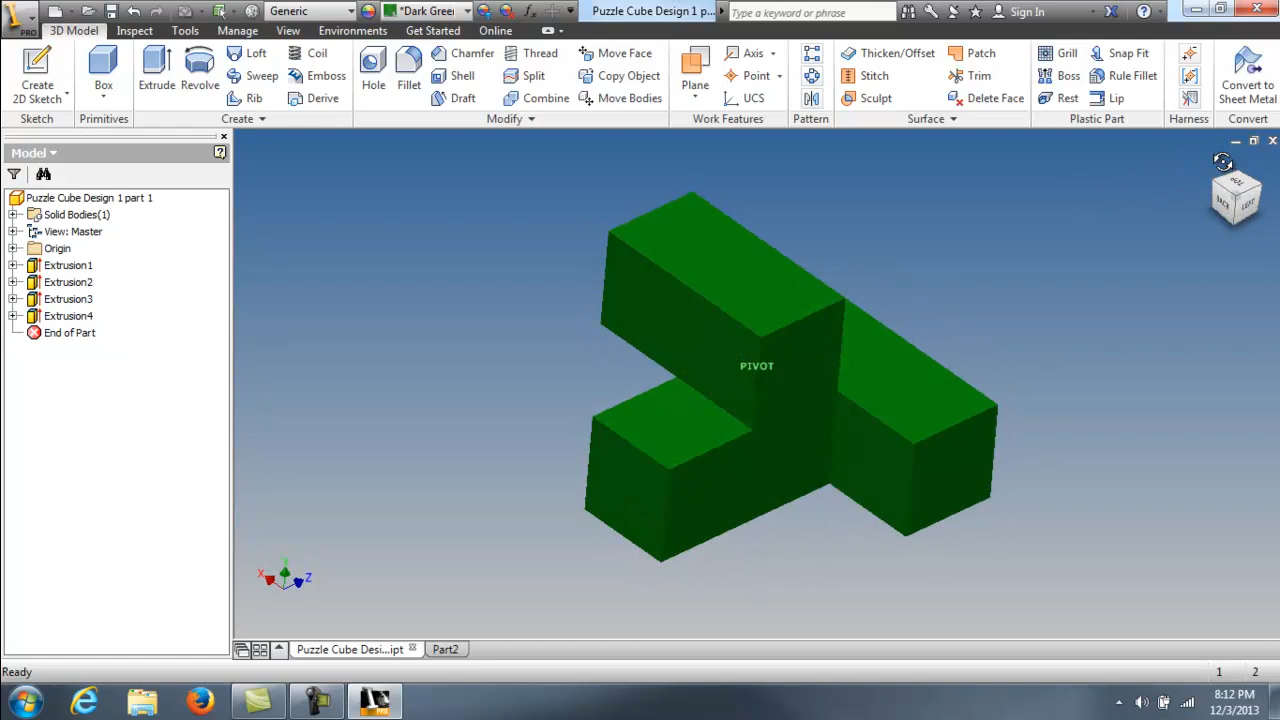 Generic
*Dark Green
Puzzle Cube Design 1 p...
Type a keyword or phrase
Sign In
PRO
3D Model
Inspect
Tools
Manage
View
Environments
Get Started
Online
Create
2D Sketch
Box
Extrude
Revolve
Loft
Sweep
Rib
Coil
Emboss
Derive
Hole
Fillet
Chamfer
Shell
Draft
Thread
Split
Combine
Move Face
Copy Object
Move Bodies
Plane
Axis
Point
UCS
Thicken/Offset
Stitch
Sculpt
Patch
Trim
Delete Face
Grill
Boss
Rest
Snap Fit
Rule Fillet
Lip
Convert to
Sheet Metal
Sketch
Primitives
Create
Modify
Work Features
Pattern
Surface
Plastic Part
Harness
Convert
Model
Puzzle Cube Design 1 part 1
Solid Bodies(1)
View: Master
Origin
Extrusion1
Extrusion2
Extrusion3
Extrusion4
End of Part
PIVOT
BACK
LEFT
X
Y
Z
Puzzle Cube Desi...ipt
Part2
Ready
1
2
8:12 PM
12/3/2013